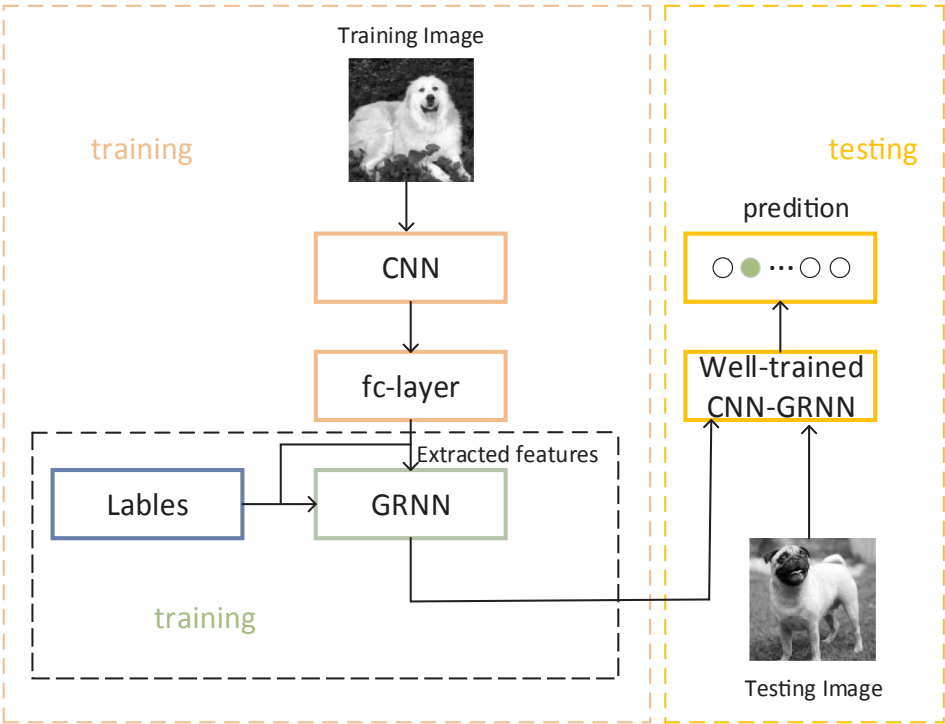 Training Image
training
CNN
fc-layer
Extracted features
Lables
GRNN
training
testing
predition
Well-trained
CNN-GRNN
Testing Image